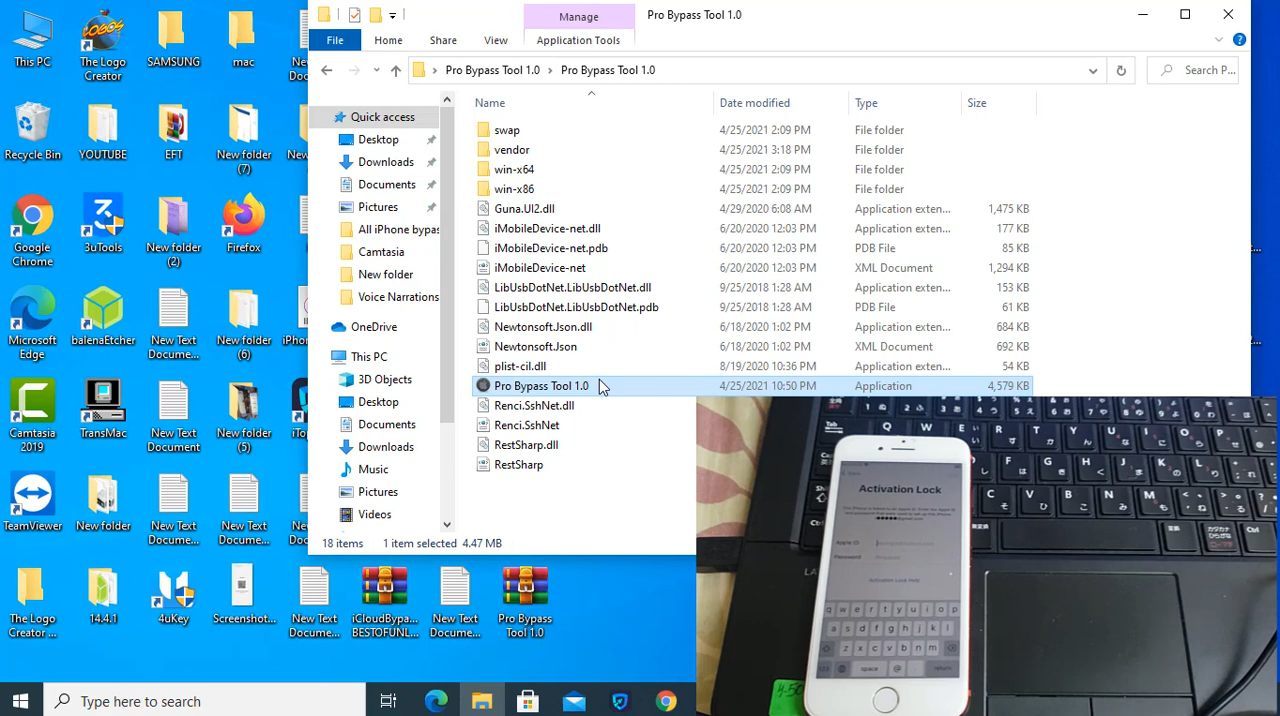 This PC
The Logo
Creator
SAMSUNG
mac
New
Docu...
Recycle Bin
YOUTUBE
EFT
New folder
(7)
Google
Chrome
3uTools
New folder
(2)
Firefox
Microsoft
Edge
balenaEtcher
New Text
Docume...
New folder
(6)
Camtasia
2019
TransMac
New Text
Document
New folder
(5)
TeamViewer
New folder
New Text
Docum...
New Text
Docum...
The Logo
Creator ...
14.4.1
4uKey
Screenshot...
New Text
Docum...
iCloudBypa...
BESTOFUNL...
New Text
Docume...
Pro Bypass
Tool 1.0
Manage
Pro Bypass Tool 1.0
File
Home
Share
View
Application Tools
Pro Bypass Tool 1.0 > Pro Bypass Tool 1.0
Search P...
Quick access
Desktop
Downloads
Documents
Pictures
All iPhone bypas
Camtasia
New folder
Voice Narrations
OneDrive
This PC
3D Objects
Desktop
Documents
Downloads
Music
Pictures
Videos
Name Date modified Type Size
swap 4/25/2021 2:09 PM File folder
vendor 4/25/2021 3:18 PM File folder
win-x64 4/25/2021 2:09 PM File folder
win-x86 4/25/2021 2:09 PM File folder
Guna.UI2.dll 4/29/2020 6:08 AM Application exten... 1,475 KB
iMobileDevice-net.dll 6/20/2020 12:03 PM Application exten... 177 KB
iMobileDevice-net.pdb 6/20/2020 12:03 PM PDB File 85 KB
iMobileDevice-net 6/20/2020 12:03 PM XML Document 1,294 KB
LibUsbDotNet.LibUsbDotNet.dll 9/25/2018 1:28 AM Application exten... 153 KB
LibUsbDotNet.LibUsbDotNet.pdb 9/25/2018 1:28 AM PDB File 61 KB
Newtonsoft.Json.dll 6/18/2020 1:02 PM Application exten... 684 KB
Newtonsoft.Json 6/18/2020 1:02 PM XML Document 692 KB
plist-cil.dll 8/19/2020 10:36 PM Application exten... 54 KB
Pro Bypass Tool 1.0 4/25/2021 10:50 PM Application 4,579 KB
Renci.SshNet.dll
Renci.SshNet
RestSharp.dll
RestSharp
18 items 1 item selected 4.47 MB
Activation Lock
Apple ID
Password
Activation Lock Help
q w e r t y u i o p
a s d f g h j k l
z x c v b n m
space @ . return
Type here to search